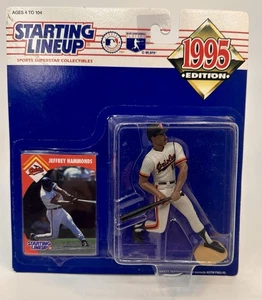 AGES 4 TO 104
STARTING
LINEUP
SPORTS SUPERSTAR COLLECTIBLES
1995
EDITION
JEFFREY HAMMONDS
Orioles
STARTING
LINEUP